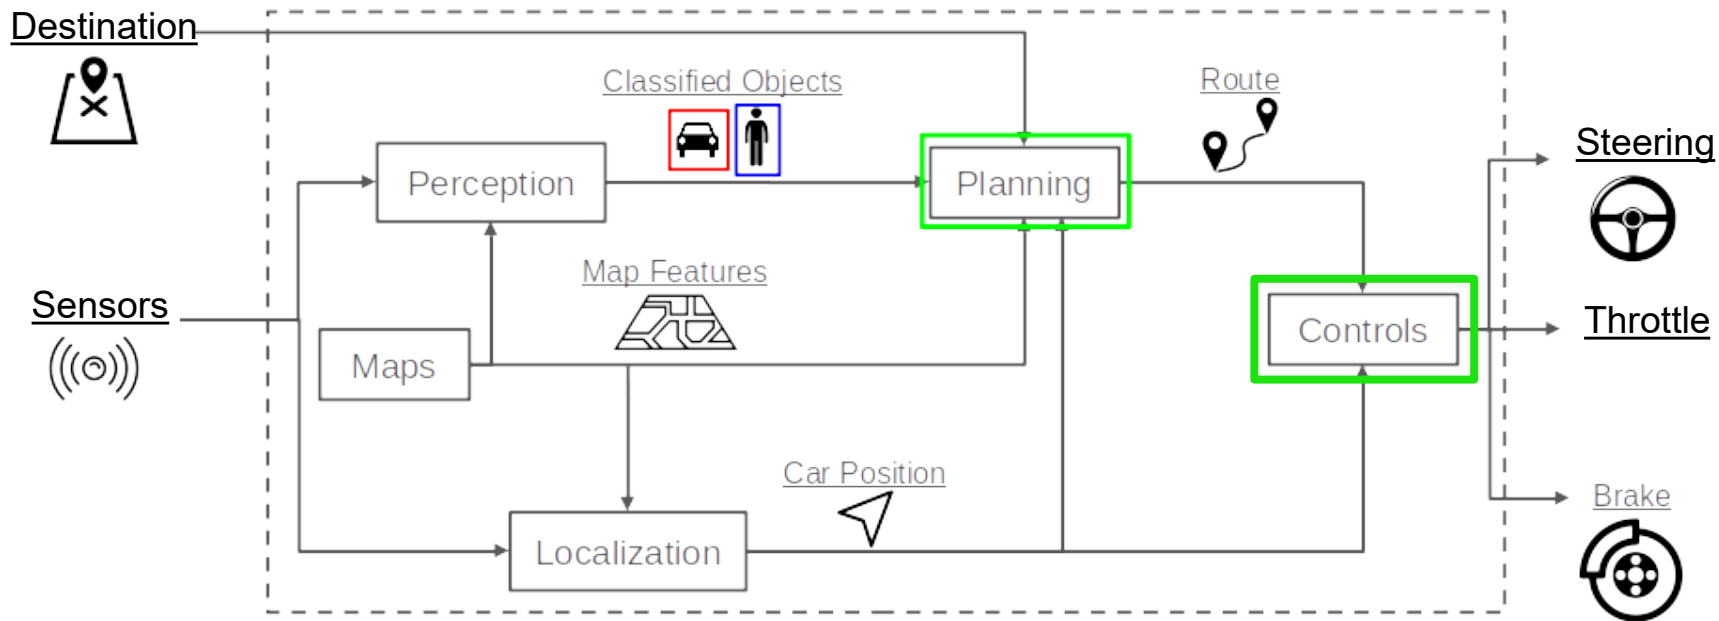 Destination
Classified Objects
Route
Steering
Perception
Planning
Map Features
Sensors
Throttle
Controls
Maps
Car Position
Brake
Localization